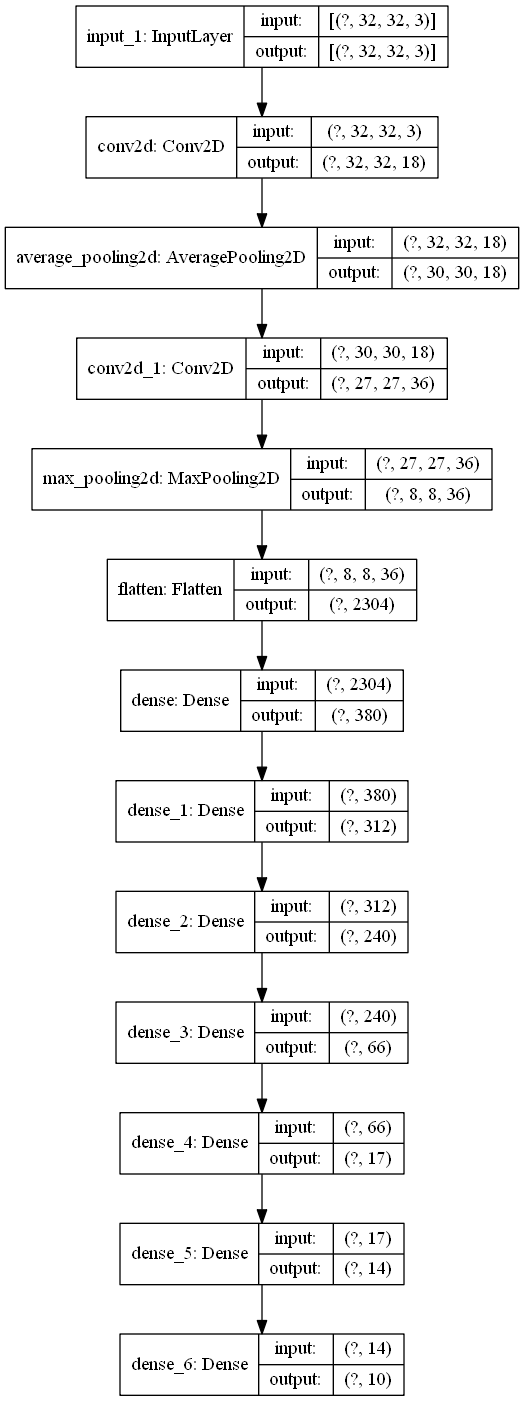 input_1: InputLayer
input: [(?, 32, 32, 3)]
output: [(?, 32, 32, 3)]
conv2d: Conv2D
input: (?, 32, 32, 3)
output: (?, 32, 32, 18)
average_pooling2d: AveragePooling2D
input: (?, 32, 32, 18)
output: (?, 30, 30, 18)
conv2d_1: Conv2D
input: (?, 30, 30, 18)
output: (?, 27, 27, 36)
max_pooling2d: MaxPooling2D
input: (?, 27, 27, 36)
output: (?, 8, 8, 36)
flatten: Flatten
input: (?, 8, 8, 36)
output: (?, 2304)
dense: Dense
input: (?, 2304)
output: (?, 380)
dense_1: Dense
input: (?, 380)
output: (?, 312)
dense_2: Dense
input: (?, 312)
output: (?, 240)
dense_3: Dense
input: (?, 240)
output: (?, 66)
dense_4: Dense
input: (?, 66)
output: (?, 17)
dense_5: Dense
input: (?, 17)
output: (?, 14)
dense_6: Dense
input: (?, 14)
output: (?, 10)